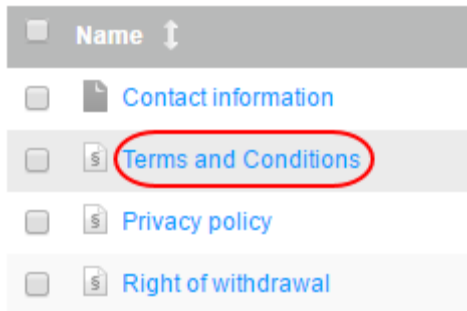 Name
Contact information
§ Terms and Conditions
§ Privacy policy
§ Right of withdrawal